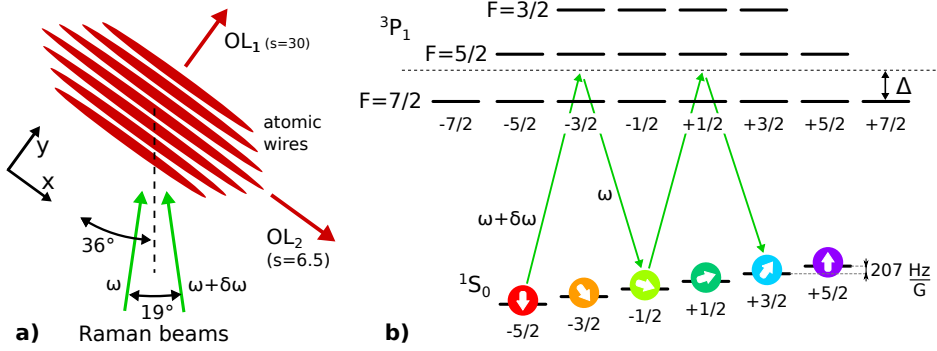 a)
OL₁ (s=30)
atomic
wires
y
x
36°
OL₂
(s=6.5)
ω
ω+δω
19°
Raman beams
b)
³P₁
F=3/2
F=5/2
F=7/2
Δ
-7/2 -5/2 -3/2 -1/2 +1/2 +3/2 +5/2 +7/2
ω+δω
ω
¹S₀
207 Hz/G
-5/2 -3/2 -1/2 +1/2 +3/2 +5/2